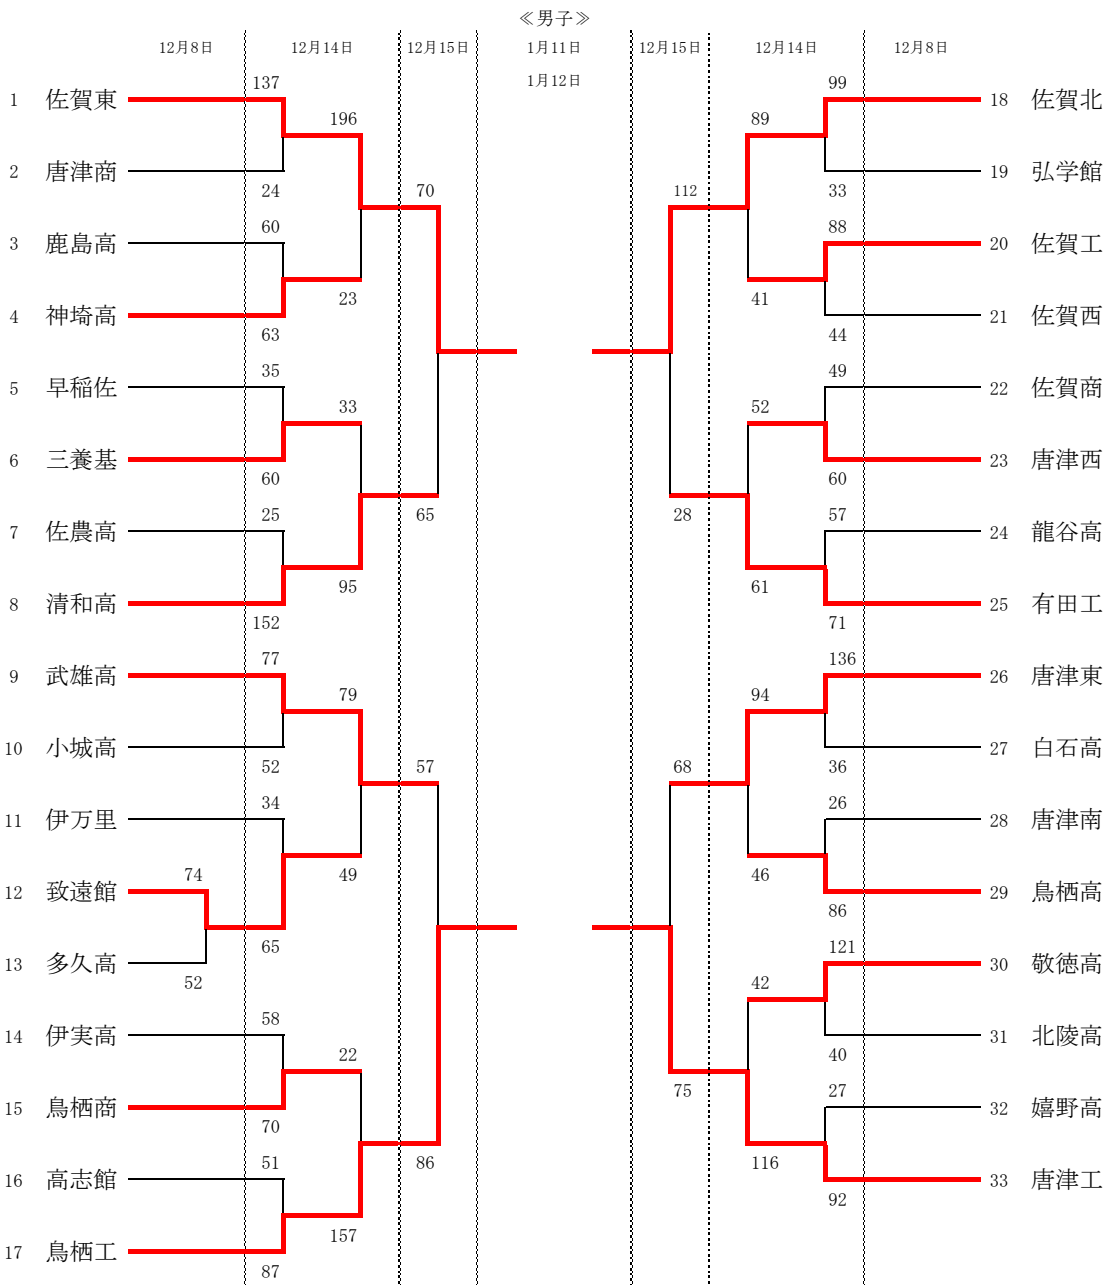 ≪男子≫
12月8日 12月14日 12月15日 1月11日 12月15日 12月14日 12月8日
1月12日
137 99
1 佐賀東 18 佐賀北
196 89
2 唐津商 19 弘学館
24 70 112 33
60 88
3 鹿島高 20 佐賀工
23 41
4 神埼高 21 佐賀西
63 44
35 49
5 早稲佐 22 佐賀商
33 52
6 三養基 23 唐津西
60 60
25 65 28 57
7 佐農高 24 龍谷高
95 61
8 清和高 25 有田工
152 71
77 136
9 武雄高 26 唐津東
79 94
10 小城高 27 白石高
52 57 68 36
34 26
11 伊万里 28 唐津南
74 49 46
12 致遠館 29 鳥栖高
86
65 121
13 多久高 30 敬徳高
52 42
58
14 伊実高 31 北陵高
22 40
75 27
15 鳥栖商 32 嬉野高
70
51 86 116
16 高志館 33 唐津工
92
157
17 鳥栖工
87